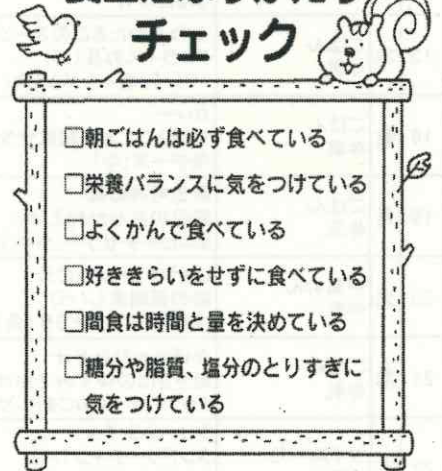 チェック
□朝ごはんは必ず食べている
□栄養バランスに気をつけている
□よくかんで食べている
□好ききらいをせずに食べている
□間食は時間と量を決めている
□糖分や脂質、塩分のとりすぎに
気をつけている